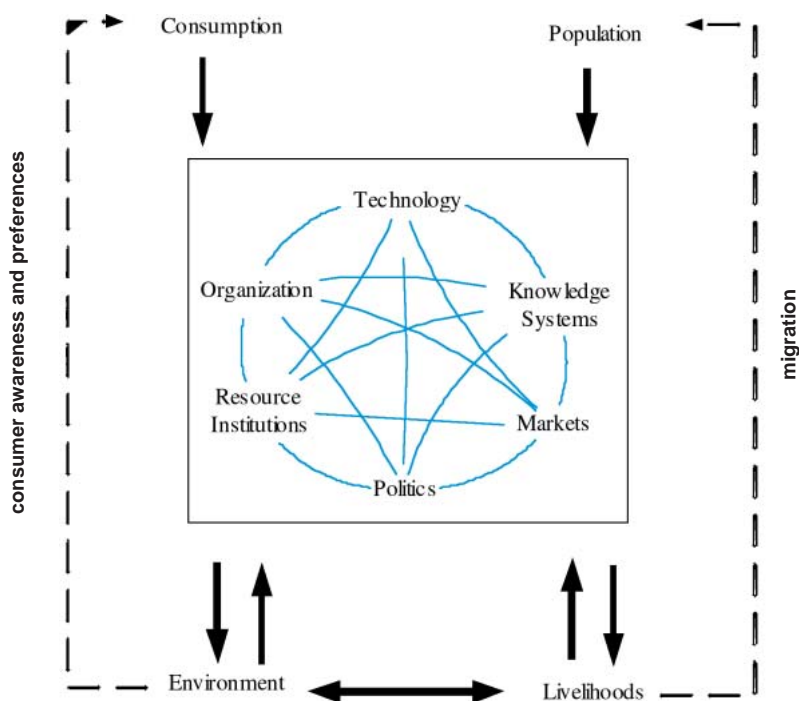 Consumption
Population
consumer awareness and preferences
migration
Technology
Organization
Knowledge
Systems
Resource
Institutions
Markets
Politics
Environment
Livelihoods